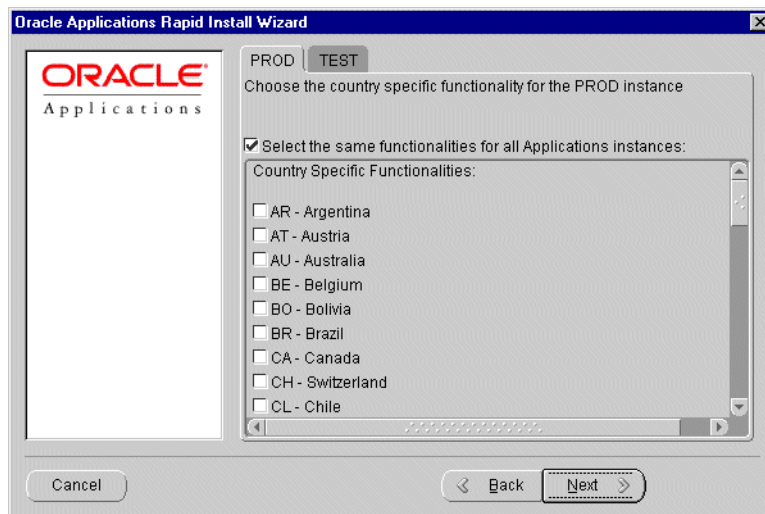 Oracle Applications Rapid Install Wizard
ORACLE
Applications
PROD TEST
Choose the country specific functionality for the PROD instance
Select the same functionalities for all Applications instances:
Country Specific Functionalities:
AR - Argentina
AT - Austria
AU - Australia
BE - Belgium
BO - Bolivia
BR - Brazil
CA - Canada
CH - Switzerland
CL - Chile
Cancel Back Next